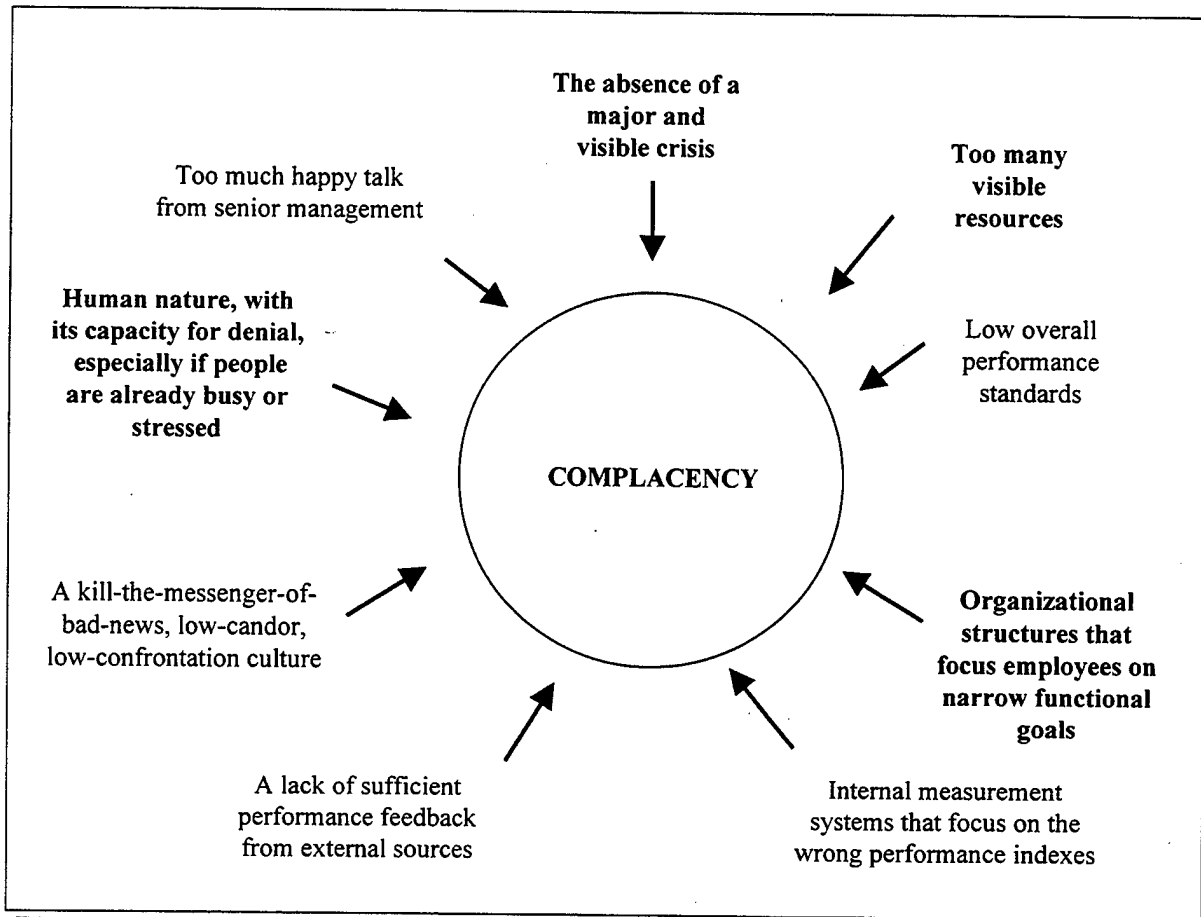 The absence of a
major and
visible crisis
Too many
visible
resources
Too much happy talk
from senior management
Human nature, with
its capacity for denial,
especially if people
are already busy or
stressed
Low overall
performance
standards
COMPLACENCY
A kill-the-messenger-of-
bad-news, low-candor,
low-confrontation culture
Organizational
structures that
focus employees on
narrow functional
goals
A lack of sufficient
performance feedback
from external sources
Internal measurement
systems that focus on the
wrong performance indexes